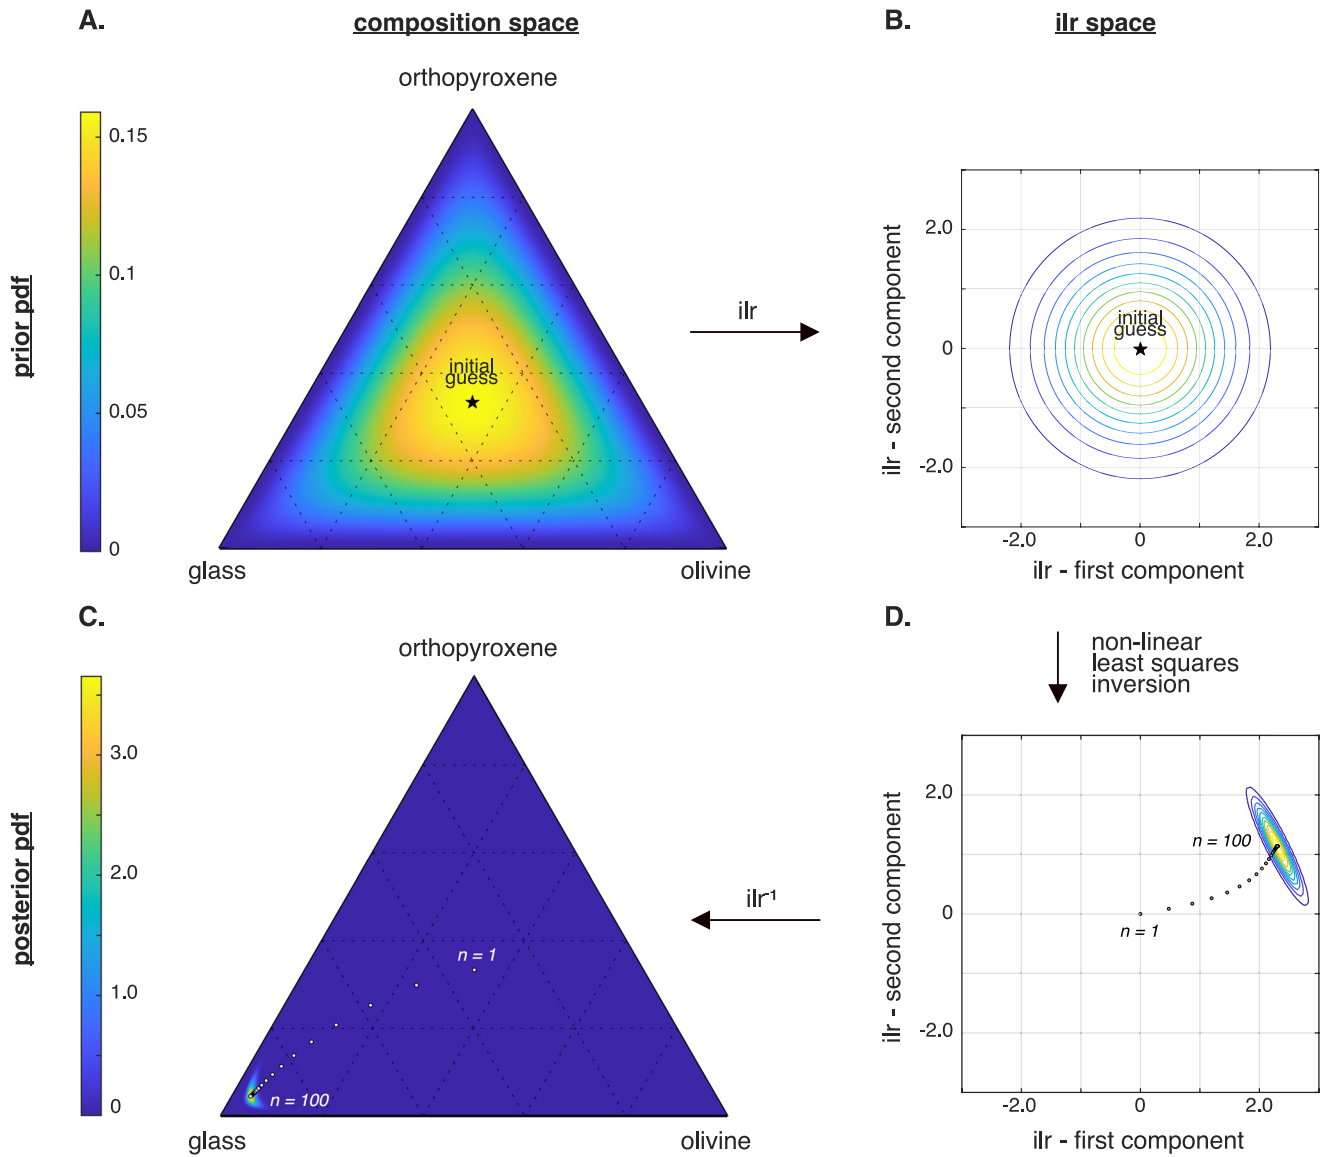 A.
composition space
B.
ilr space
orthopyroxene
0.15
0.1
0.05
0
prior pdf
initial
guess
glass
olivine
ilr
2.0
0
-2.0
ilr - second component
initial
guess
-2.0
0
2.0
ilr - first component
C.
D.
non-linear
least squares
inversion
orthopyroxene
3.0
2.0
1.0
0
posterior pdf
n = 1
n = 100
glass
olivine
ilr⁻¹
2.0
0
-2.0
ilr - second component
n = 100
n = 1
-2.0
0
2.0
ilr - first component